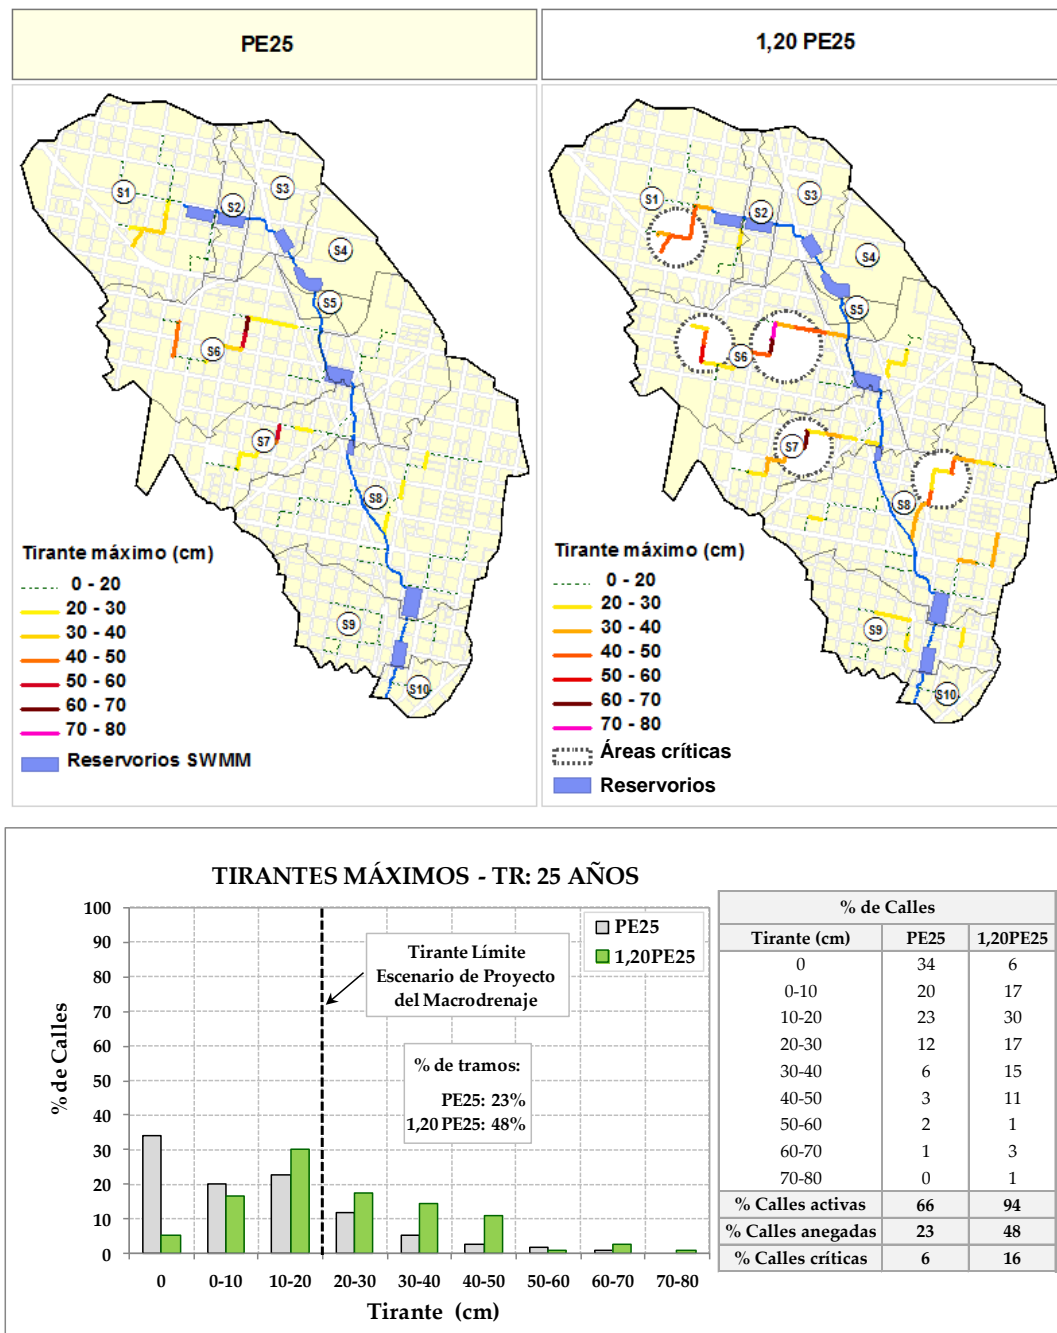 PE25
1,20 PE25
S1
S2
S3
S4
S5
S6
S7
S8
S9
S10
Tirante máximo (cm)
0 - 20
20 - 30
30 - 40
40 - 50
50 - 60
60 - 70
70 - 80
Reservorios SWMM
S1
S2
S3
S4
S5
S6
S7
S8
S9
S10
Tirante máximo (cm)
0 - 20
20 - 30
30 - 40
40 - 50
50 - 60
60 - 70
70 - 80
Áreas críticas
Reservorios
TIRANTES MÁXIMOS - TR: 25 AÑOS
% de Calles
100
90
80
70
60
50
40
30
20
10
0
0 0-10 10-20 20-30 30-40 40-50 50-60 60-70 70-80
Tirante (cm)
PE25
1,20PE25
Tirante Límite
Escenario de Proyecto
del Macrodrenaje
% de tramos:
PE25: 23%
1,20 PE25: 48%
% de Calles
Tirante (cm) PE25 1,20PE25
0 34 6
0-10 20 17
10-20 23 30
20-30 12 17
30-40 6 15
40-50 3 11
50-60 2 1
60-70 1 3
70-80 0 1
% Calles activas 66 94
% Calles anegadas 23 48
% Calles críticas 6 16